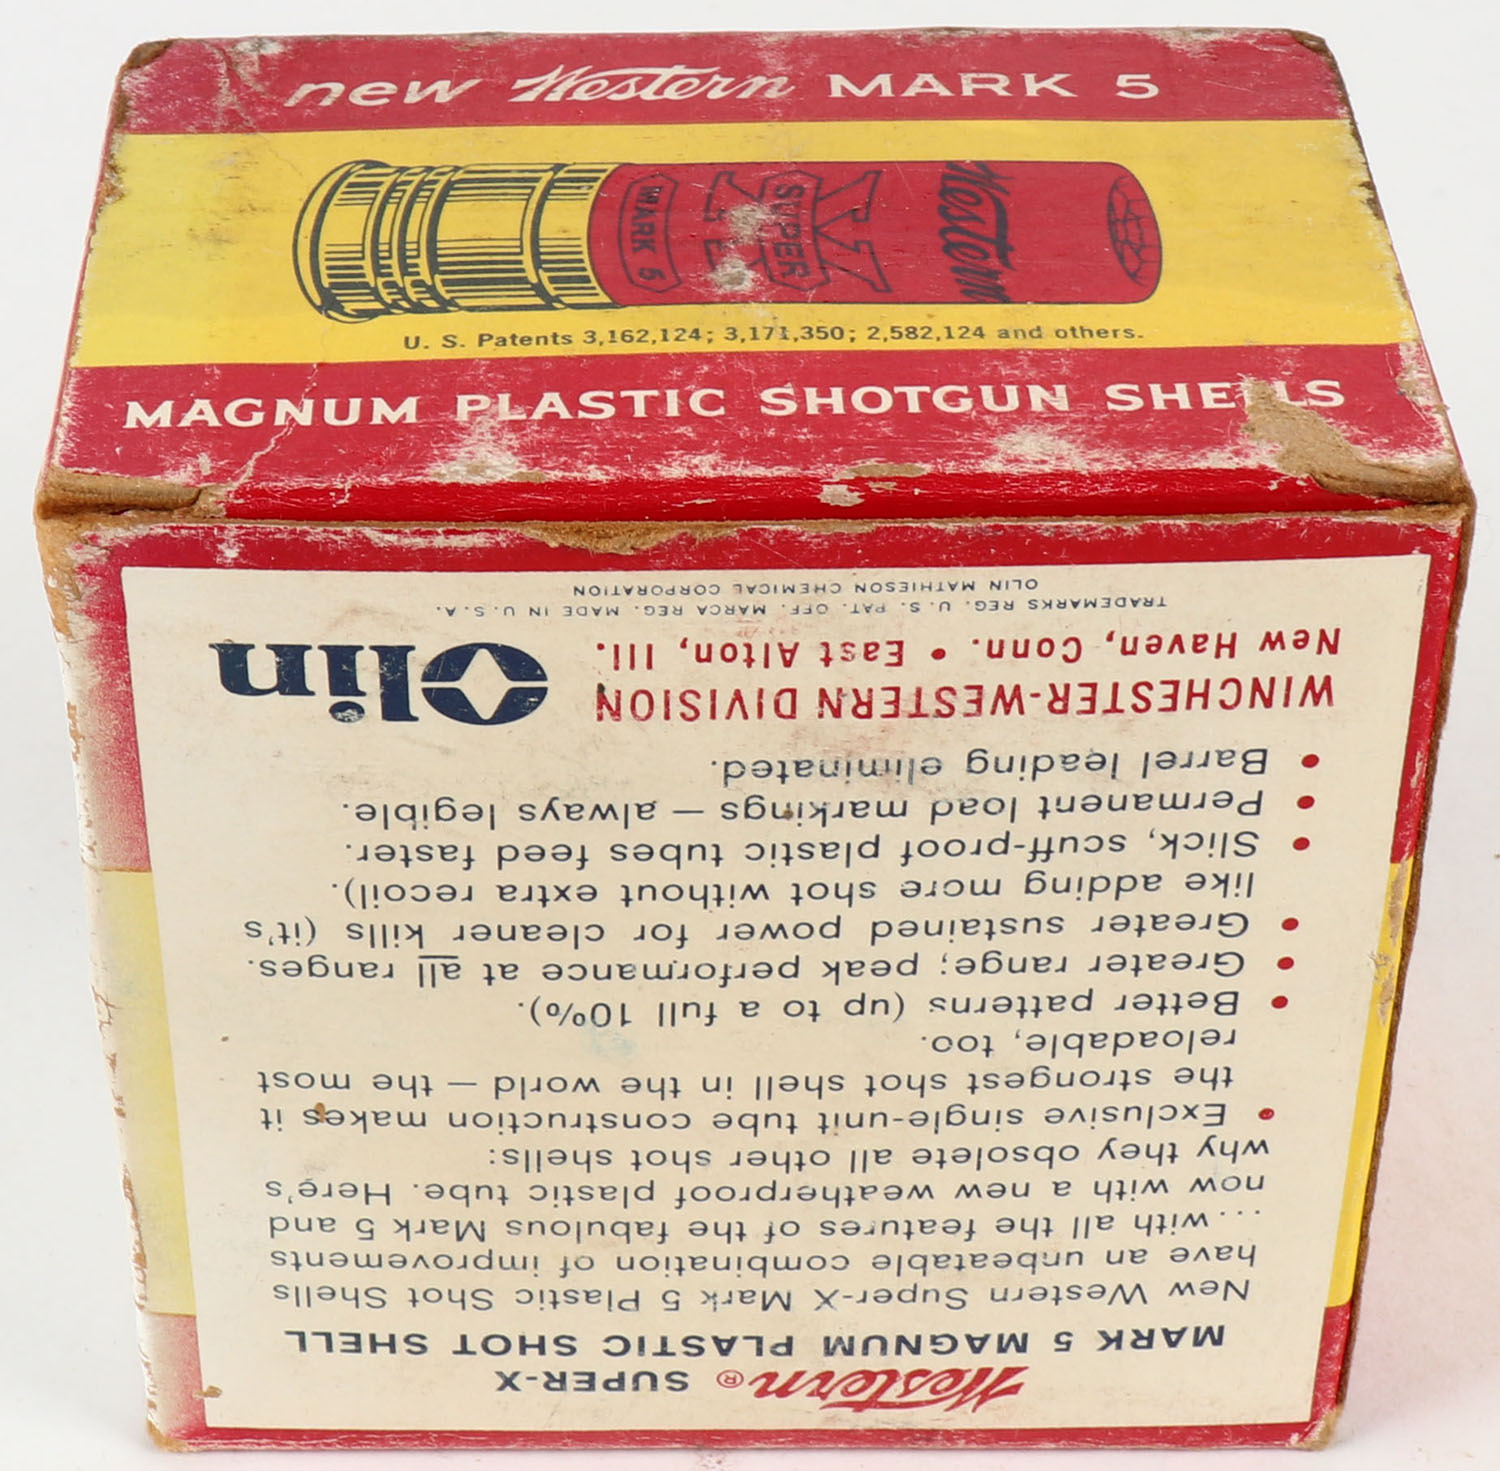 new Western MARK 5
Western
SUPER
X
MARK 5
U. S. Patents 3,162,124; 3,171,350; 2,582,124 and others.
MAGNUM PLASTIC SHOTGUN SHELLS
Western ® SUPER-X
MARK 5 MAGNUM PLASTIC SHOT SHELL
New Western Super-X Mark 5 Plastic Shot Shells
have an unbeatable combination of improvements
...with all the features of the fabulous Mark 5 and
now with a new weatherproof plastic tube. Here's
why they obsolete all other shot shells:
• Exclusive single-unit tube construction makes it
the strongest shot shell in the world — the most
reloadable, too.
• Better patterns (up to a full 10%).
• Greater range; peak performance at all ranges.
• Greater sustained power for cleaner kills (it's
like adding more shot without extra recoil).
• Slick, scuff-proof plastic tubes feed faster.
• Permanent load markings — always legible.
• Barrel leading eliminated.
WINCHESTER-WESTERN DIVISION
New Haven, Conn. • East Alton, Ill.
Olin
TRADEMARKS REG. U. S. PAT. OFF. MARCA REG. MADE IN U.S.A.
OLIN MATHIESON CHEMICAL CORPORATION